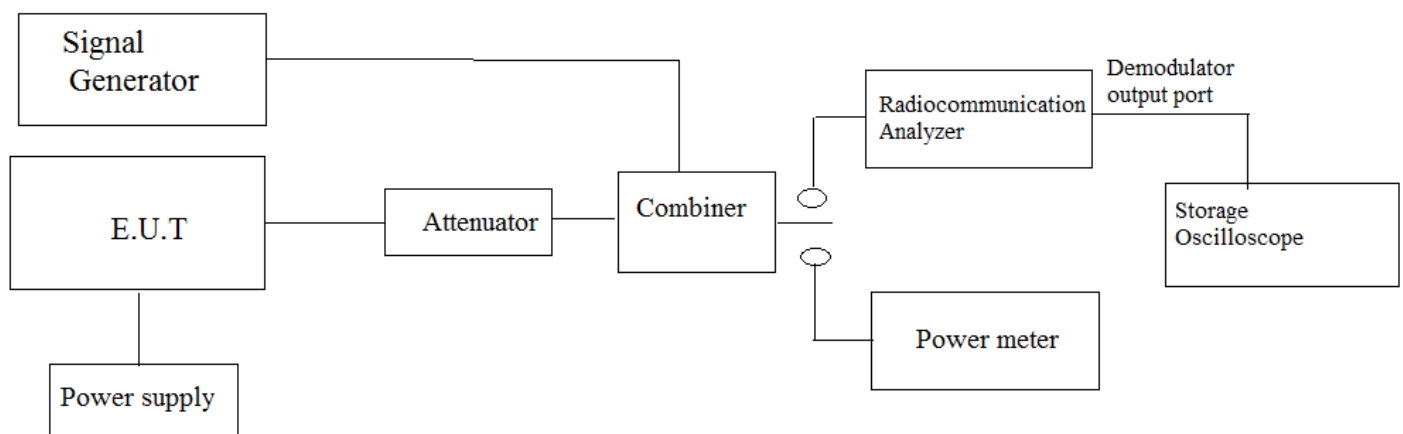 Signal
Generator
E.U.T
Power supply
Attenuator
Combiner
Radiocommunication
Analyzer
Demodulator
output port
Storage
Oscilloscope
Power meter